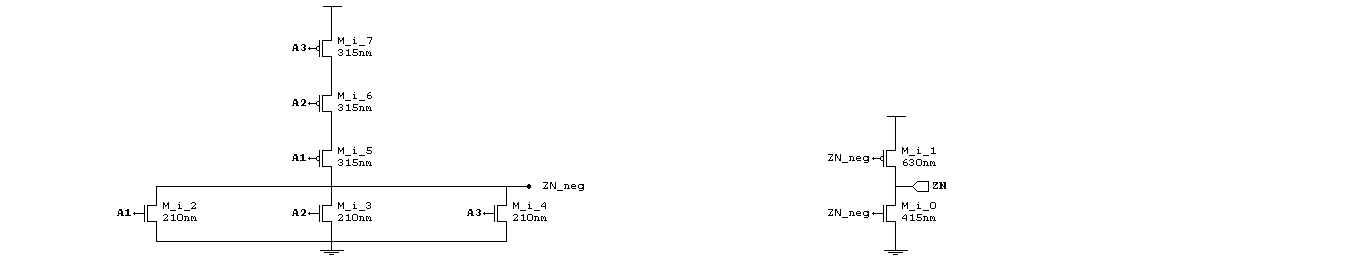 A3 M_i_7
315nm
A2 M_i_6
315nm
A1 M_i_5
315nm
ZN_neg
A1 M_i_2
210nm
A2 M_i_3
210nm
A3 M_i_4
210nm
ZN_neg M_i_1
630nm
ZN
ZN_neg M_i_0
415nm